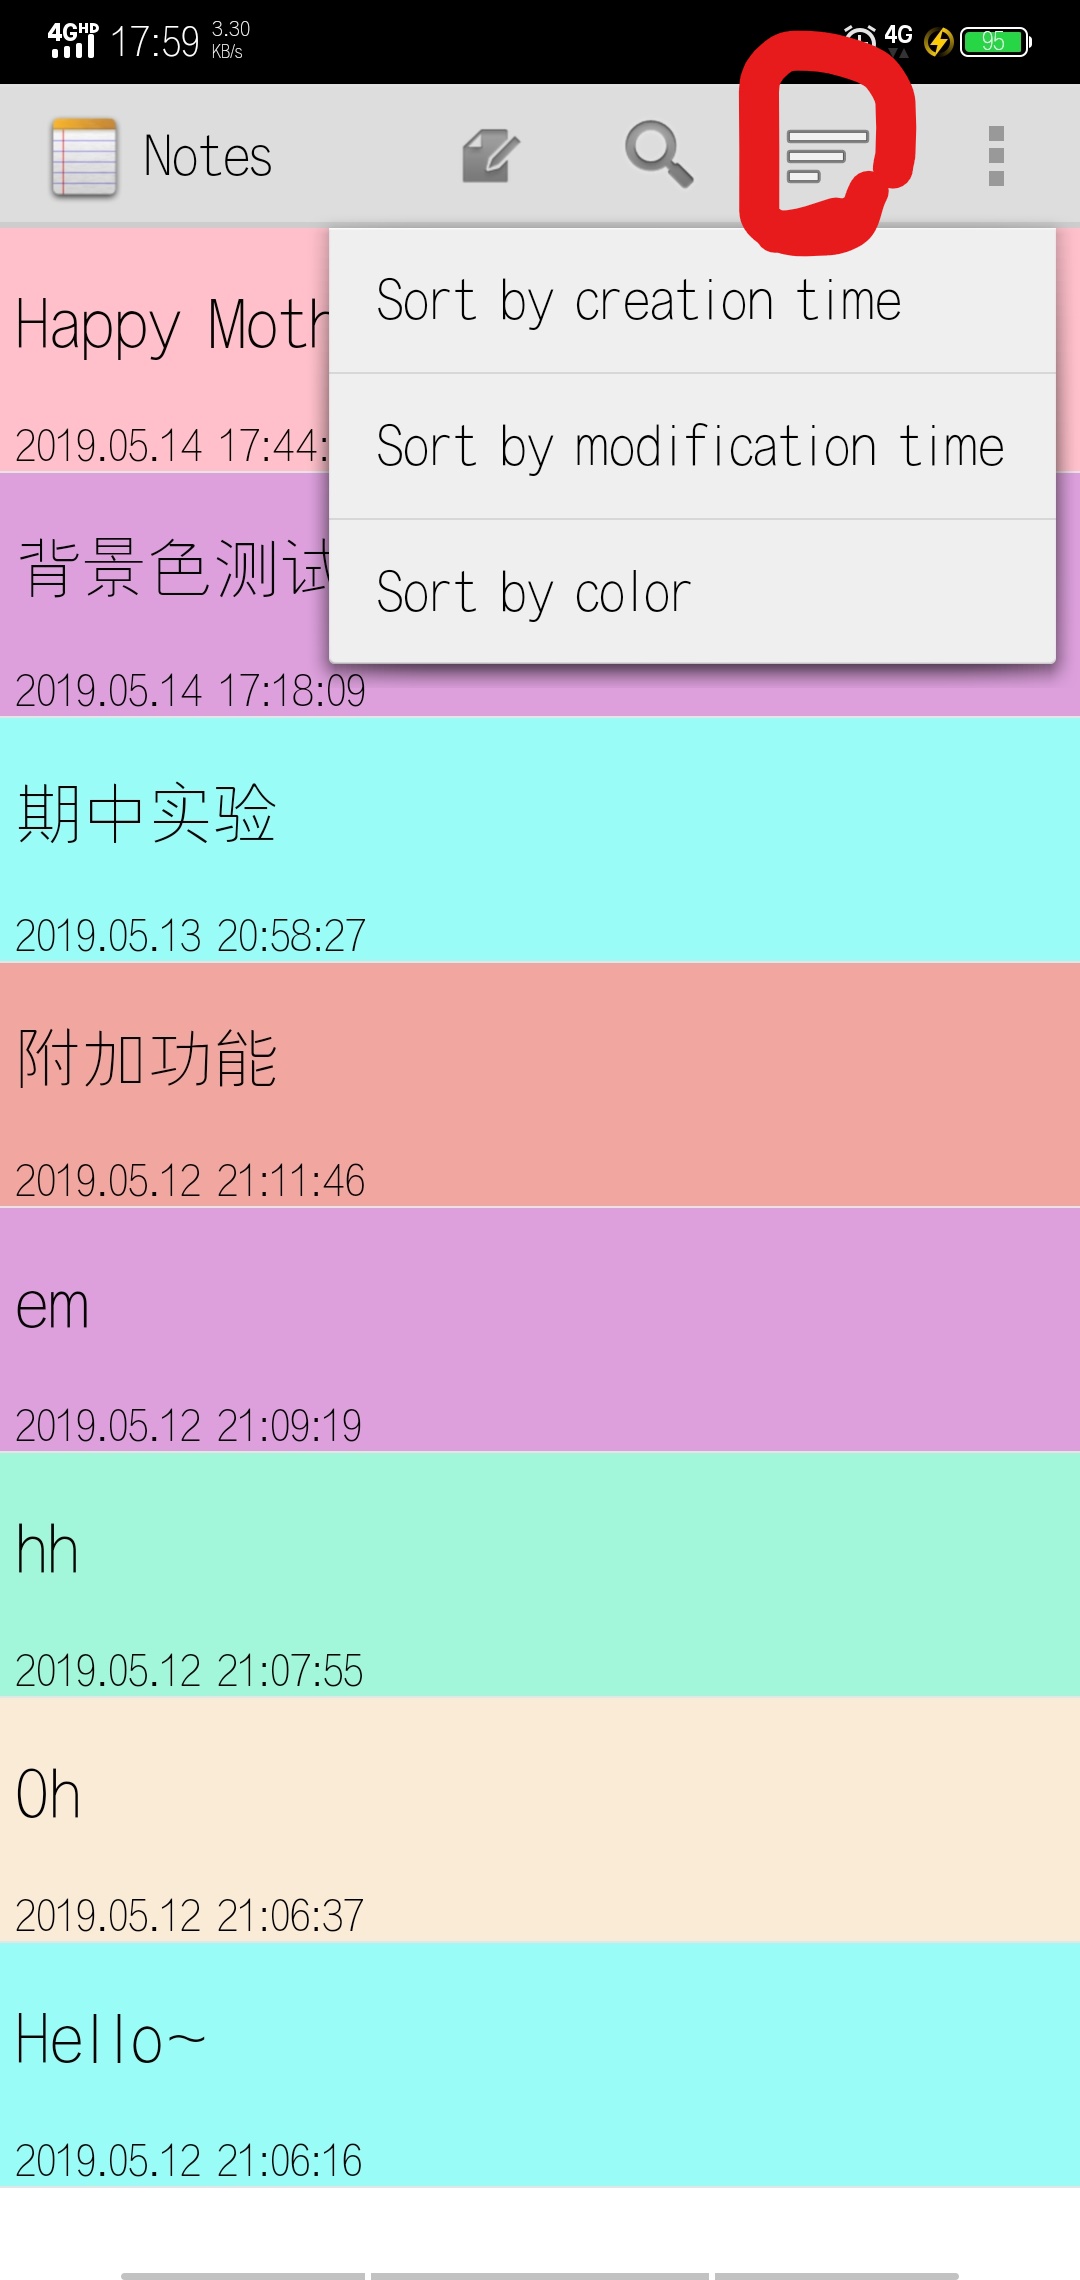 4G HD 17:59 3.30 KB/s 4G 95
Notes
Sort by creation time
Sort by modification time
Sort by color
Happy Moth
2019.05.14 17:44:
背景色测试
2019.05.14 17:18:09
期中实验
2019.05.13 20:58:27
附加功能
2019.05.12 21:11:46
em
2019.05.12 21:09:19
hh
2019.05.12 21:07:55
Oh
2019.05.12 21:06:37
Hello~
2019.05.12 21:06:16